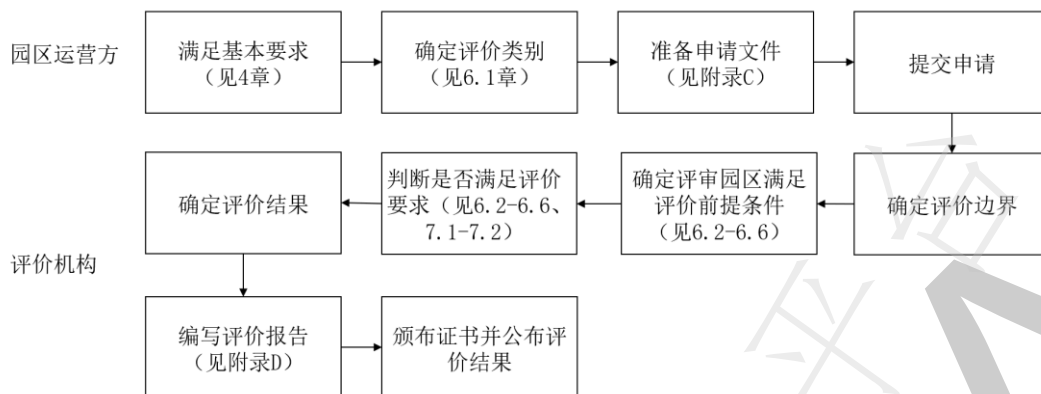 园区运营方
满足基本要求
（见4章）
确定评价类别
（见6.1章）
准备申请文件
（见附录C）
提交申请
评价机构
确定评价边界
确定评审园区满足
评价前提条件
（见6.2-6.6）
判断是否满足评价
要求（见6.2-6.6、
7.1-7.2）
确定评价结果
编写评价报告
（见附录D）
颁布证书并公布评
价结果
平台